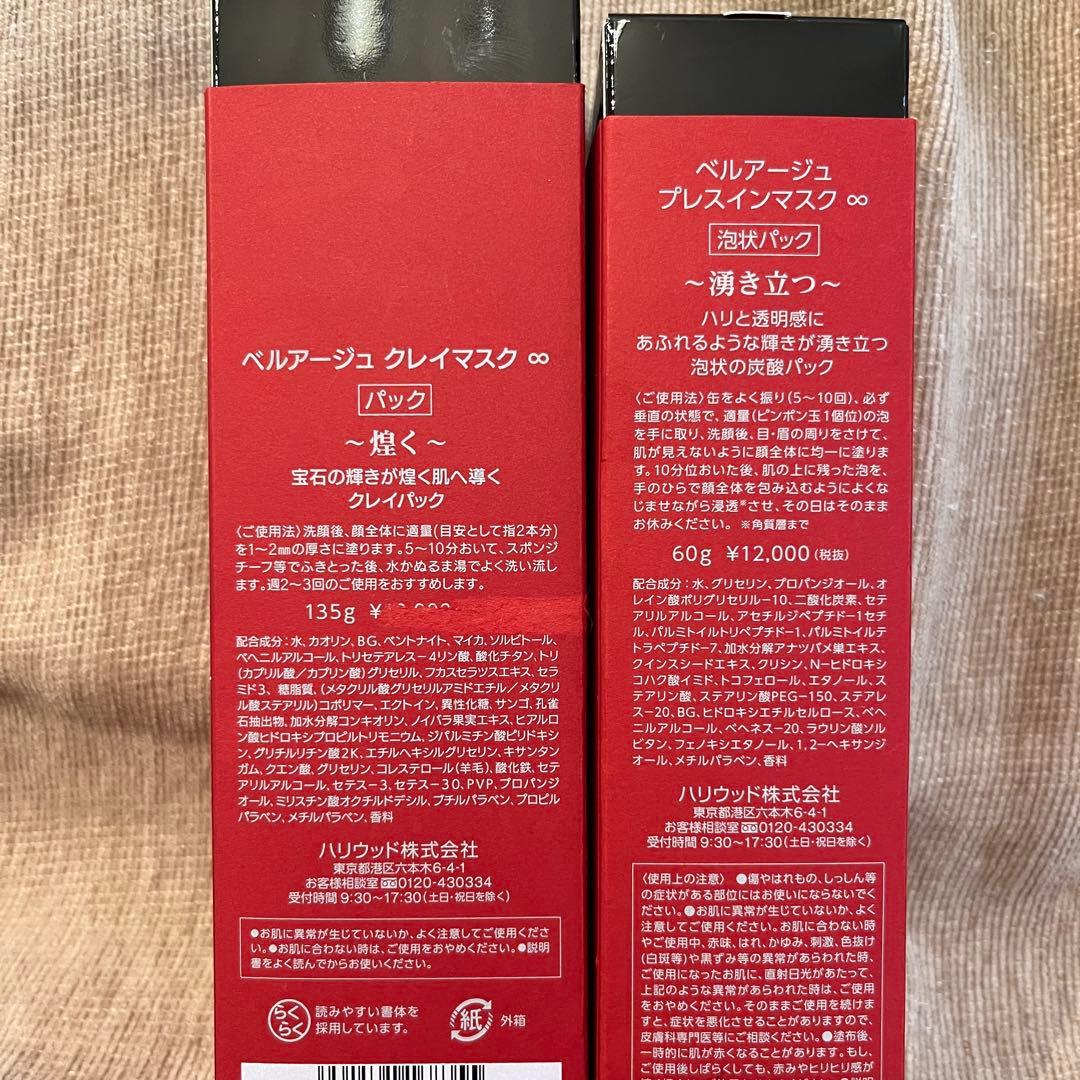 ベルアージュ クレイマスク ∞
パック
～煌く～
宝石の輝きが煌く肌へ導く
クレイパック
〈ご使用法〉洗顔後、顔全体に適量(目安として指2本分)
を1～2㎜の厚さに塗ります。5～10分おいて、スポンジ
チーフ等でふきとった後、水かぬるま湯でよく洗い流し
ます。週2～3回のご使用をおすすめします。
135g ¥
配合成分：水、カオリン、BG、ベントナイト、マイカ、ソルビトール、
ベヘニルアルコール、トリセテアレス－4リン酸、酸化チタン、トリ
(カプリル酸／カプリン酸)グリセリル、フカスセラツスエキス、セラ
ミド3、糖脂質、(メタクリル酸グリセリルアミドエチル／メタクリ
ル酸ステアリル)コポリマー、エクトイン、異性化糖、サンゴ、孔雀
石抽出物、加水分解コンキオリン、ノイバラ果実エキス、ヒアルロ
ン酸ヒドロキシプロピルトリモニウム、ジパルミチン酸ピリドキシ
ン、グリチルリチン酸2K、エチルヘキシルグリセリン、キサンタン
ガム、クエン酸、グリセリン、コレステロール(羊毛)、酸化鉄、セテ
アリルアルコール、セテス－3、セテス－30、PVP、プロパンジ
オール、ミリスチン酸オクチルドデシル、ブチルパラベン、プロピル
パラベン、メチルパラベン、香料
ハリウッド株式会社
東京都港区六本木6-4-1
お客様相談室0120-430334
受付時間 9:30～17:30(土日・祝日を除く)
●お肌に異常が生じていないか、よく注意してご使用くださ
い。●お肌に合わない時は、ご使用をおやめください。●説明
書をよく読んでからお使いください。
らくらく
読みやすい書体を
採用しています。
紙
外箱
ベルアージュ
プレスインマスク ∞
泡状パック
～湧き立つ～
ハリと透明感に
あふれるような輝きが湧き立つ
泡状の炭酸パック
〈ご使用法〉缶をよく振り(5～10回)、必ず
垂直の状態で、適量(ピンポン玉1個位)の泡
を手に取り、洗顔後、目・眉の周りをさけて、
肌が見えないように顔全体に均一に塗りま
す。10分位おいた後、肌の上に残った泡を、
手のひらで顔全体を包み込むようによくな
じませながら浸透※させ、その日はそのまま
お休みください。 ※角質層まで
60g ¥12,000(税抜)
配合成分：水、グリセリン、プロパンジオール、オ
レイン酸ポリグリセリル－10、二酸化炭素、セテ
アリルアルコール、アセチルジペプチド－1セチ
ル、パルミトイルトリペプチド－1、パルミトイルテ
トラペプチド－7、加水分解アナツバメ巣エキス、
クインスシードエキス、クリシン、N－ヒドロキシ
コハク酸イミド、トコフェロール、エタノール、ス
テアリン酸、ステアリン酸PEG－150、ステアレ
ス－20、BG、ヒドロキシエチルセルロース、ベヘ
ニルアルコール、ベヘネス－20、ラウリン酸ソル
ビタン、フェノキシエタノール、1,2－ヘキサンジ
オール、メチルパラベン、香料
ハリウッド株式会社
東京都港区六本木6-4-1
お客様相談室0120-430334
受付時間 9:30～17:30(土日・祝日を除く)
〈使用上の注意〉 ●傷やはれもの、しっしん等
の症状がある部位にはお使いにならないでく
ださい。●お肌に異常が生じていないか、よく
注意してご使用ください。お肌に合わない時
やご使用中、赤味、はれ、かゆみ、刺激、色抜け
(白斑等)や黒ずみ等の異常があらわれた時、
ご使用になったお肌に、直射日光があたって、
上記のような異常があらわれた時は、ご使用
をおやめください。そのままご使用を続けま
すと、症状を悪化させることがありますので、
皮膚科専門医等にご相談ください。●塗布後、
一時的に肌が赤くなることがあります。もし、
ご使用後しばらくしても、赤みやヒリヒリ感が